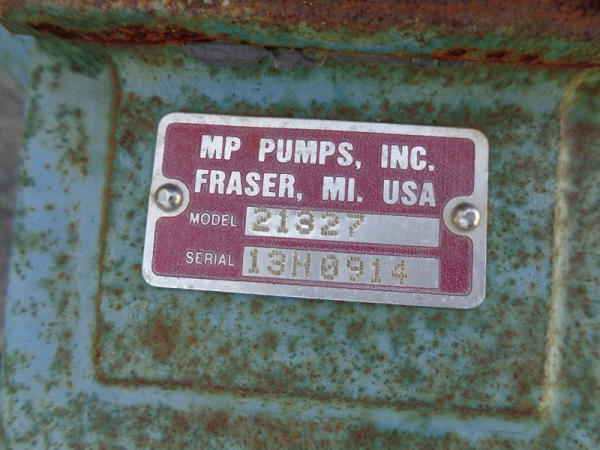 MP PUMPS, INC.
FRASER, MI. USA
MODEL 21327
SERIAL 13M0914